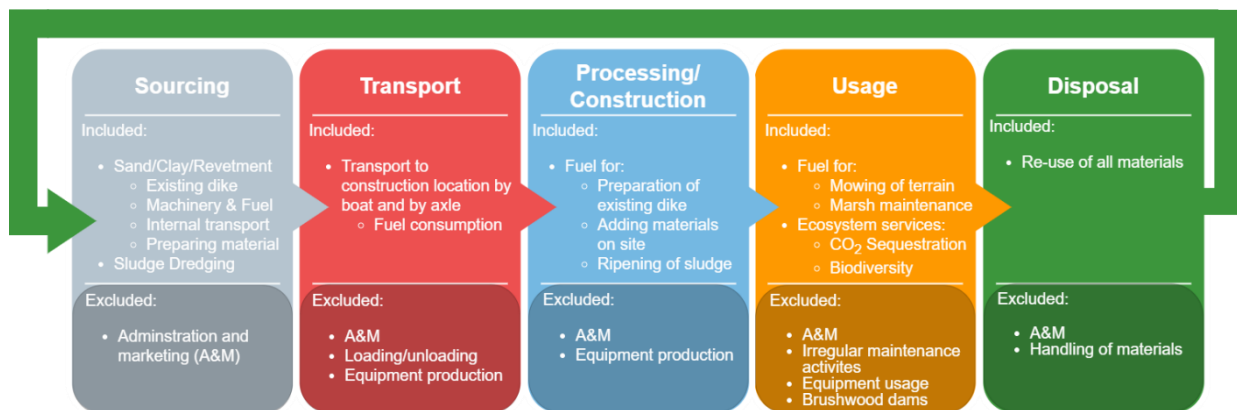 Sourcing
Included:
• Sand/Clay/Revetment
○ Existing dike
○ Machinery & Fuel
○ Internal transport
○ Preparing material
• Sludge Dredging
Excluded:
• Adminstration and
marketing (A&M)
Transport
Included:
• Transport to
construction location by
boat and by axle
○ Fuel consumption
Excluded:
• A&M
• Loading/unloading
• Equipment production
Processing/
Construction
Included:
• Fuel for:
○ Preparation of
existing dike
○ Adding materials
on site
○ Ripening of sludge
Excluded:
• A&M
• Equipment production
Usage
Included:
• Fuel for:
○ Mowing of terrain
○ Marsh maintenance
• Ecosystem services:
○ CO₂ Sequestration
○ Biodiversity
Excluded:
• A&M
• Irregular maintenance
activites
• Equipment usage
• Brushwood dams
Disposal
Included:
• Re-use of all materials
Excluded:
• A&M
• Handling of materials